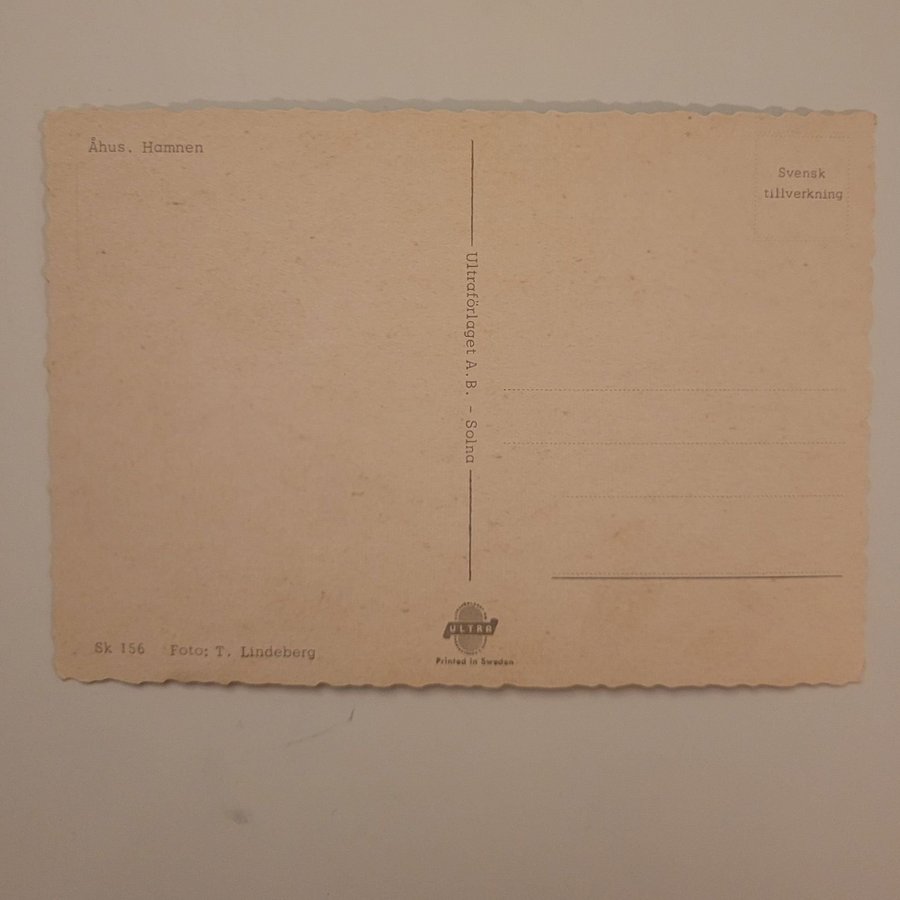 Åhus. Hamnen
Svensk
tillverkning
Ultraförlaget A.B. - Solna
Sk 156 Foto: T. Lindeberg
ULTRA
Printed in Sweden